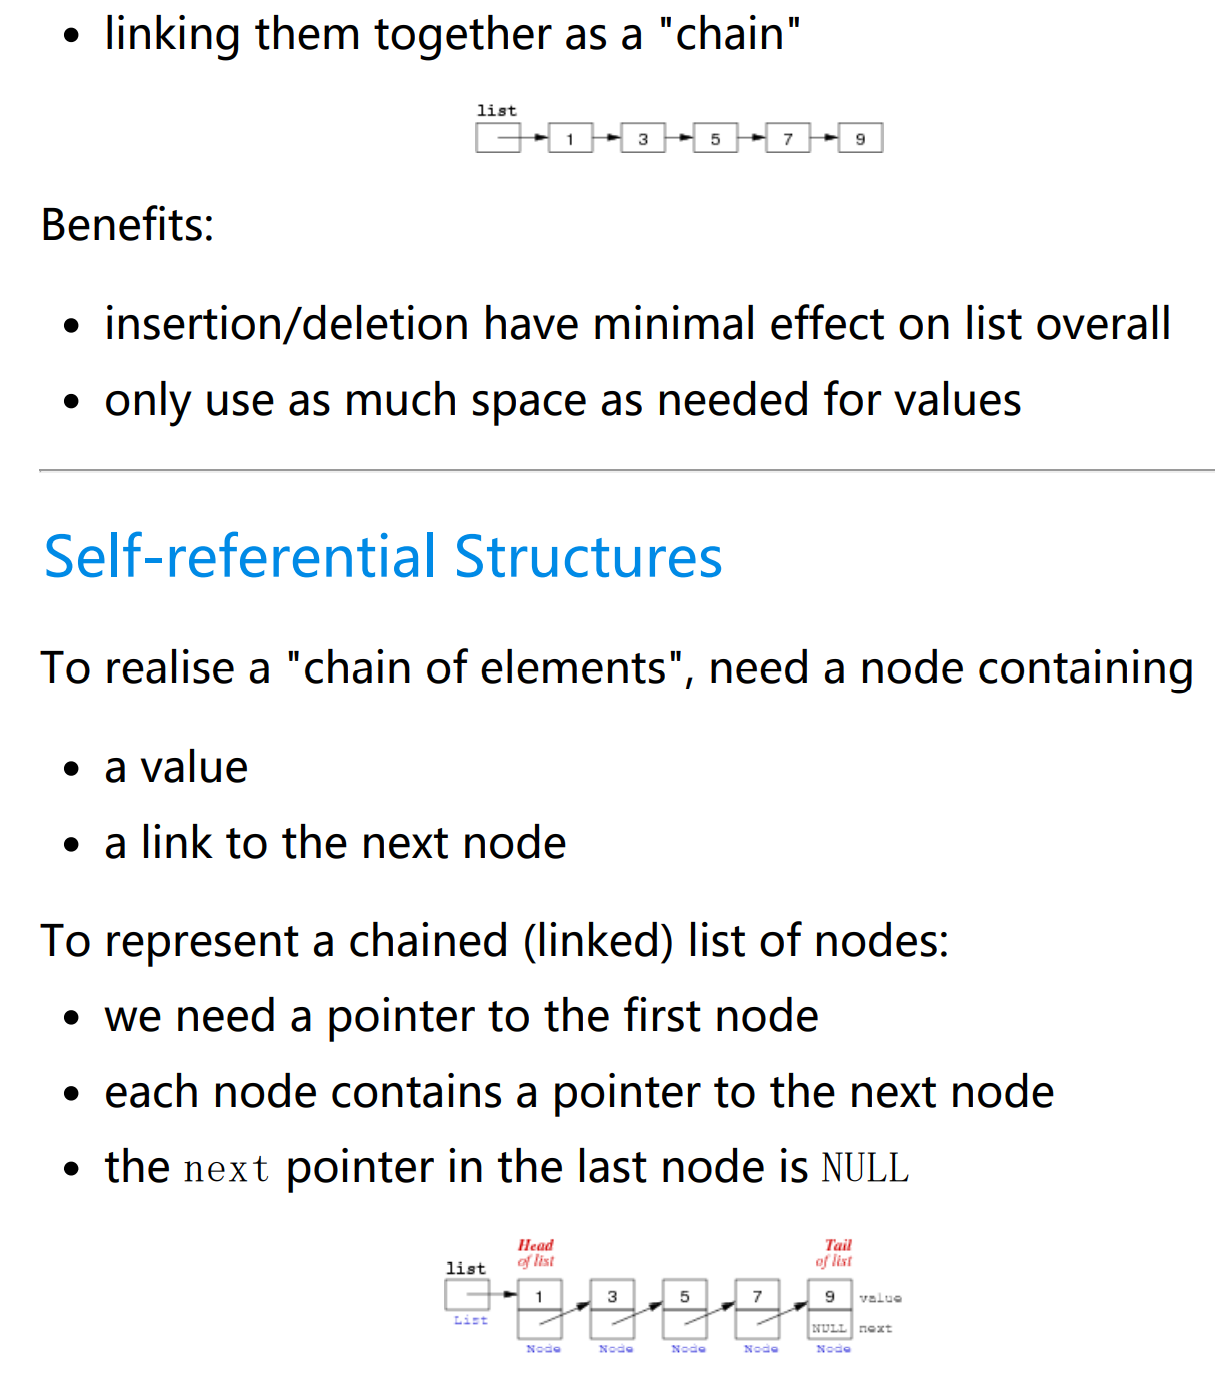 • linking them together as a "chain"
list
1 3 5 7 9
Benefits:
• insertion/deletion have minimal effect on list overall
• only use as much space as needed for values
Self-referential Structures
To realise a "chain of elements", need a node containing
• a value
• a link to the next node
To represent a chained (linked) list of nodes:
• we need a pointer to the first node
• each node contains a pointer to the next node
• the next pointer in the last node is NULL
Head Tail
list of list of list
1 3 5 7 9 value
List NULL next
Node Node Node Node Node